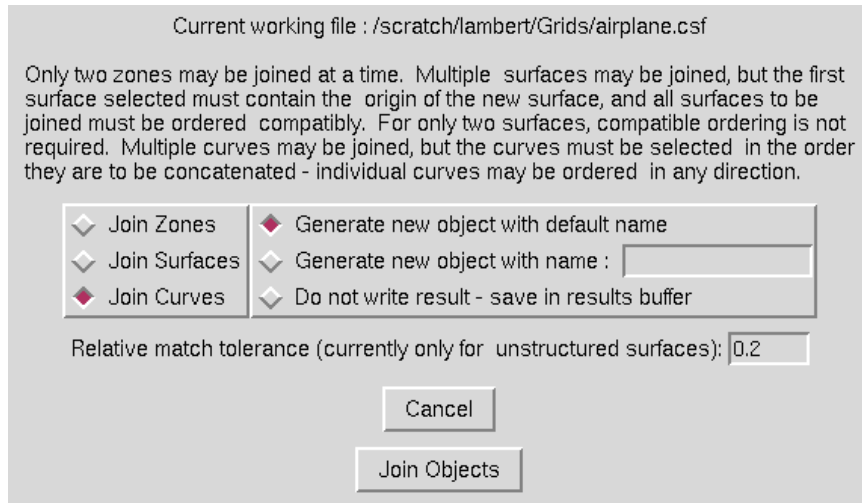 Current working file : /scratch/lambert/Grids/airplane.csf
Only two zones may be joined at a time. Multiple surfaces may be joined, but the first
surface selected must contain the origin of the new surface, and all surfaces to be
joined must be ordered compatibly. For only two surfaces, compatible ordering is not
required. Multiple curves may be joined, but the curves must be selected in the order
they are to be concatenated - individual curves may be ordered in any direction.
Join Zones
Generate new object with default name
Join Surfaces
Generate new object with name :
Join Curves
Do not write result - save in results buffer
Relative match tolerance (currently only for unstructured surfaces): 0.2
Cancel
Join Objects